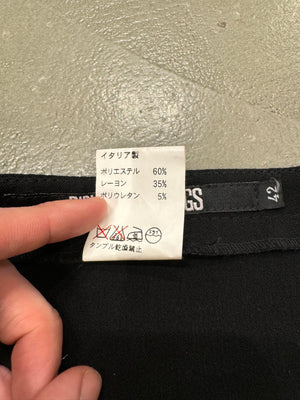 イタリア製
ポリエステル 60%
レーヨン 35%
ポリウレタン 5%
タンブル乾燥禁止
GS
42